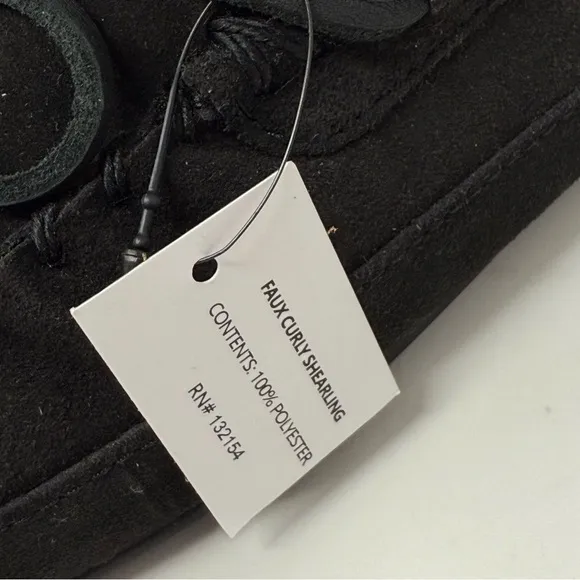 FAUX CURLY SHEARLING
CONTENTS: 100% POLYESTER
RN# 132154